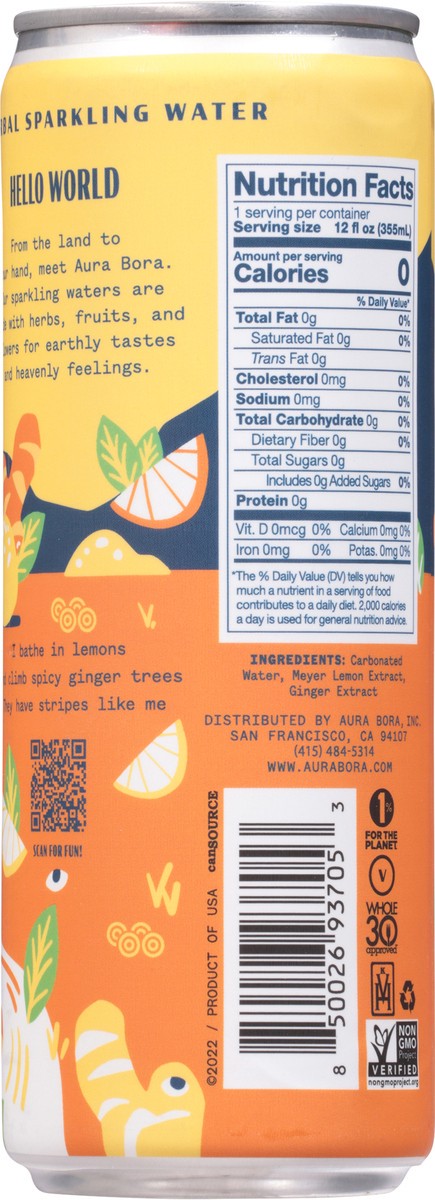 BAL SPARKLING WATER
HELLO WORLD
From the land to
hand, meet Aura Bora.
sparkling waters are
with herbs, fruits, and
for earthly tastes
and heavenly feelings.
Nutrition Facts
1 serving per container
Serving size 12 fl oz (355mL)
Amount per serving
Calories 0
% Daily Value*
Total Fat 0g 0%
Saturated Fat 0g 0%
Trans Fat 0g
Cholesterol 0mg 0%
Sodium 0mg 0%
Total Carbohydrate 0g 0%
Dietary Fiber 0g 0%
Total Sugars 0g
Includes 0g Added Sugars 0%
Protein 0g
Vit. D 0mcg 0% Calcium 0mg 0%
Iron 0mg 0% Potas. 0mg 0%
*The % Daily Value (DV) tells you how
much a nutrient in a serving of food
contributes to a daily diet. 2,000 calories
a day is used for general nutrition advice.
I bathe in lemons
climb spicy ginger trees
They have stripes like me
SCAN FOR FUN!
INGREDIENTS: Carbonated
Water, Meyer Lemon Extract,
Ginger Extract
DISTRIBUTED BY AURA BORA, INC.
SAN FRANCISCO, CA 94107
(415) 484-5314
WWW.AURABORA.COM
©2022 / PRODUCT OF USA canSOURCE
8 50026 93705 3
1%
FOR THE
PLANET
V
WHOLE
30
approved
K
V
NON
GMO
Project
VERIFIED
nongmoproject.org